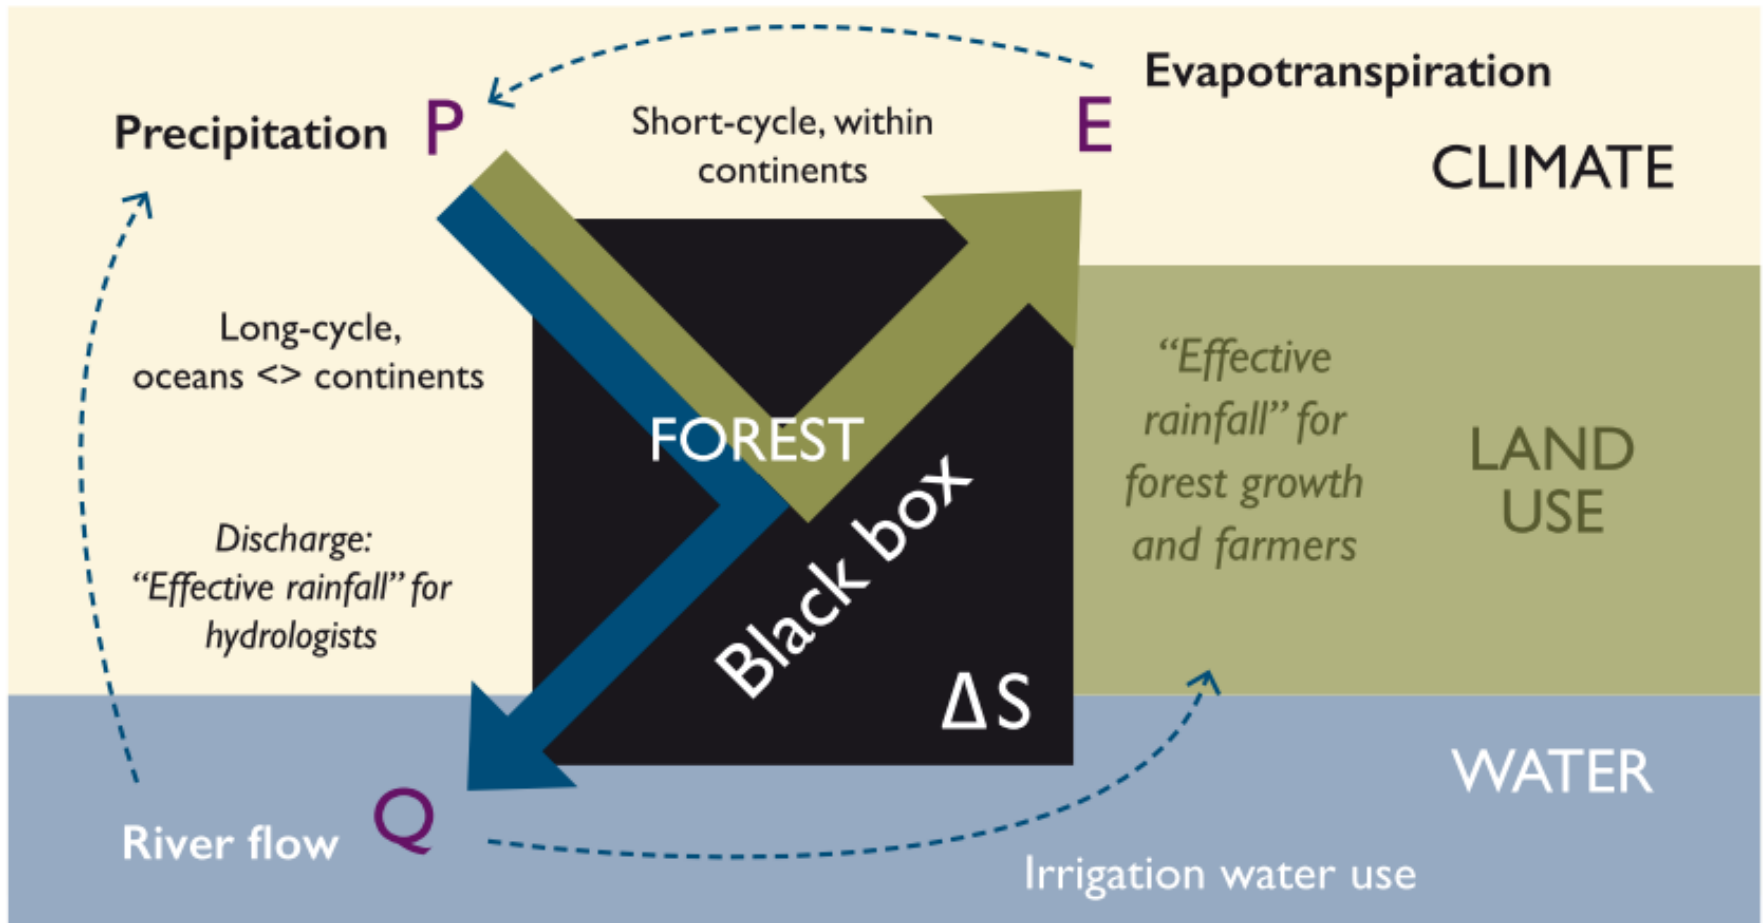 Evapotranspiration
Precipitation P
E
Short-cycle, within
continents
CLIMATE
Long-cycle,
oceans <> continents
“Effective
rainfall” for
forest growth
and farmers
LAND
USE
FOREST
Black box
Discharge:
“Effective rainfall” for
hydrologists
Δ S
WATER
River flow Q
Irrigation water use